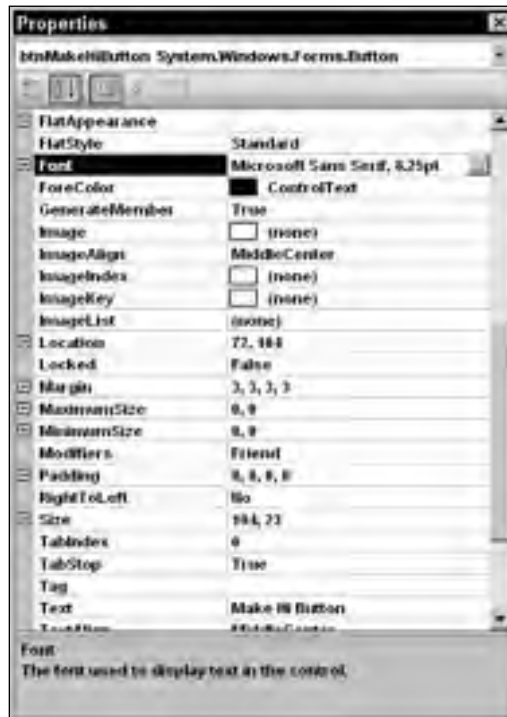 Properties
btnMakeHiButton System.Windows.Forms.Button
FlatAppearance
FlatStyle Standard
Font Microsoft Sans Serif, 8.25pt
ForeColor ControlText
GenerateMember True
Image (none)
ImageAlign MiddleCenter
ImageIndex (none)
ImageKey (none)
ImageList (none)
Location 72, 104
Locked False
Margin 3, 3, 3, 3
MaximumSize 0, 0
MinimumSize 0, 0
Modifiers Friend
Padding 0, 0, 0, 0
RightToLeft No
Size 104, 23
TabIndex 0
TabStop True
Tag
Text Make Hi Button
TextAlign MiddleCenter
Font
The font used to display text in the control.